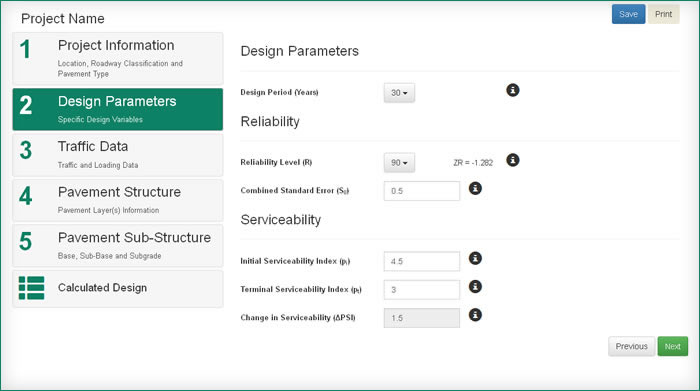 Project Name
Save
Print
1
Project Information
Location, Roadway Classification and
Pavement Type
2
Design Parameters
Specific Design Variables
3
Traffic Data
Traffic and Loading Data
4
Pavement Structure
Pavement Layer(s) Information
5
Pavement Sub-Structure
Base, Sub-Base and Subgrade
Calculated Design
Design Parameters
Design Period (Years)
30
Reliability
Reliability Level (R)
90
ZR = -1.282
Combined Standard Error (S₀)
0.5
Serviceability
Initial Serviceability Index (pᵢ)
4.5
Terminal Serviceability Index (pₜ)
3
Change in Serviceability (ΔPSI)
1.5
Previous
Next